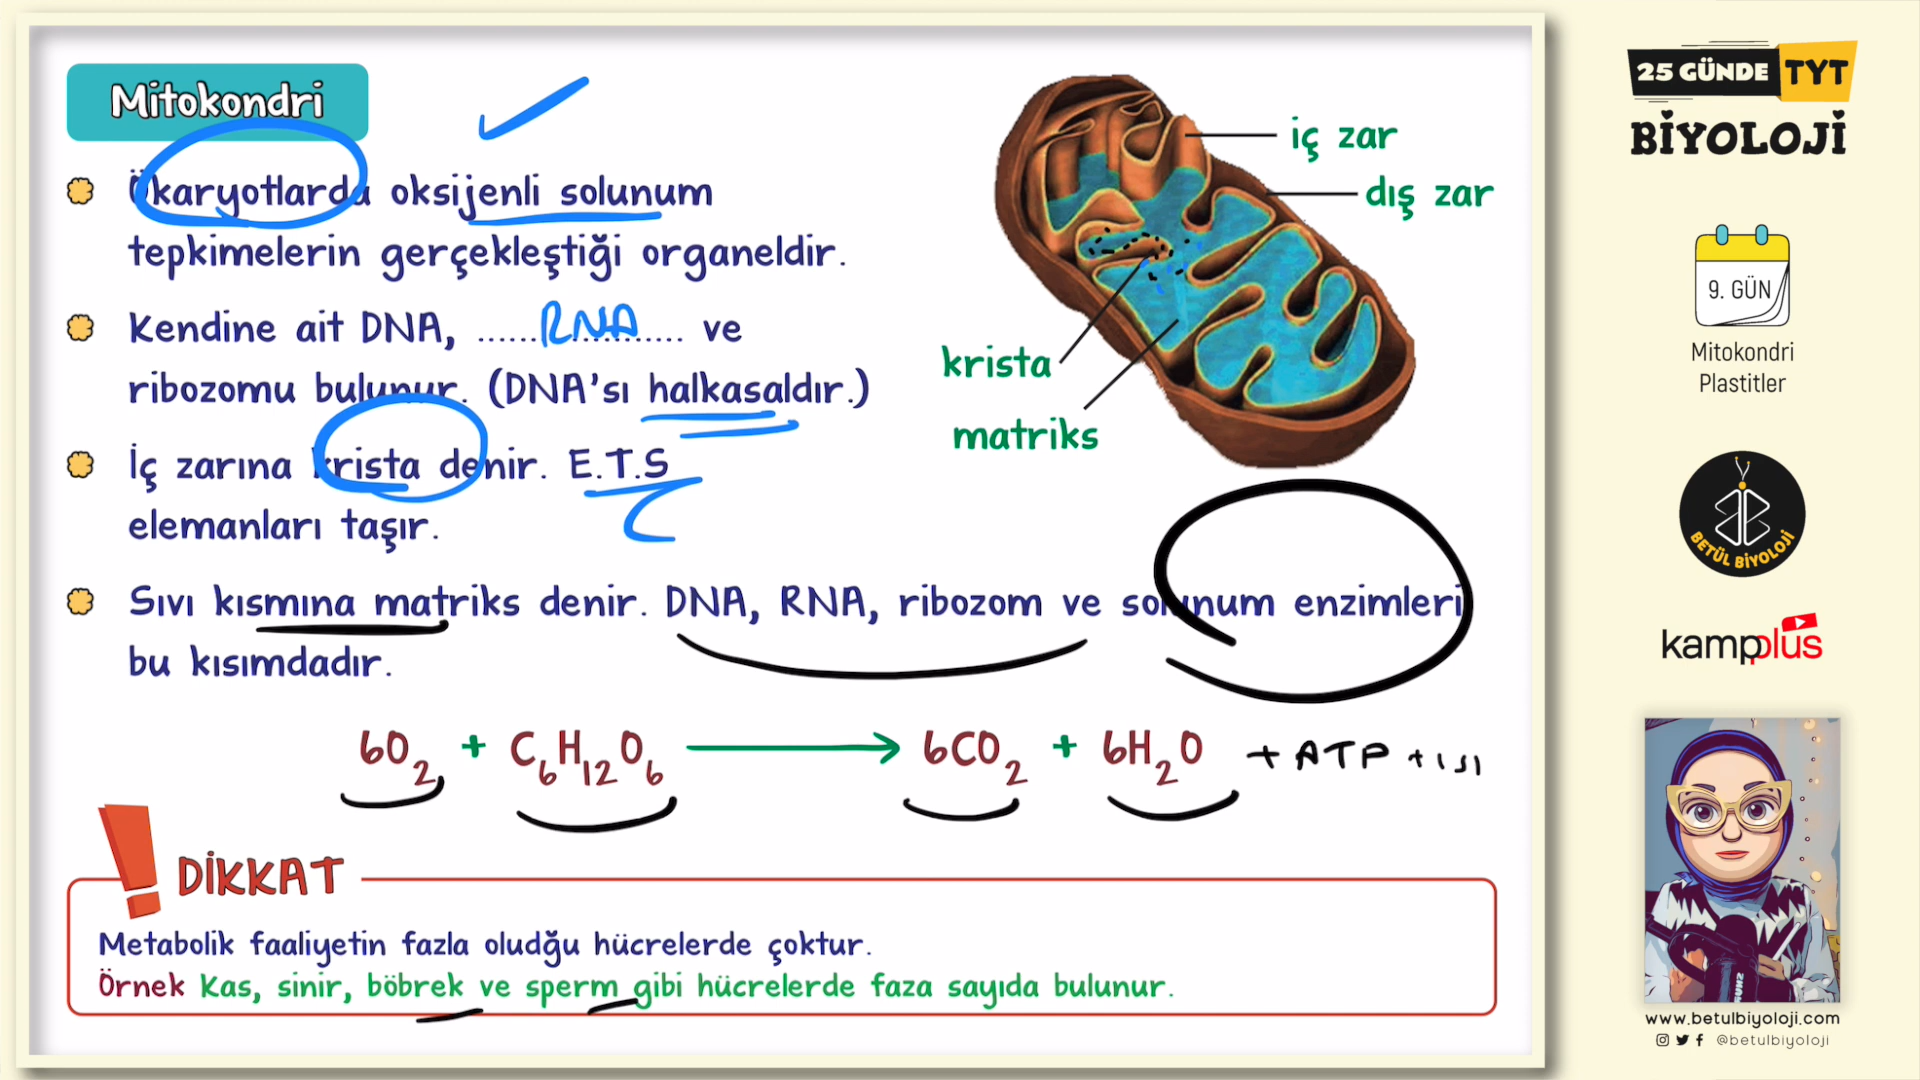 Mitokondri
Ökaryotlarda oksijenli solunum
tepkimelerin gerçekleştiği organeldir.
Kendine ait DNA, ......RNA........... ve
ribozomu bulunur. (DNA'sı halkasaldır.)
İç zarına krista denir. E.T.S
elemanları taşır.
Sıvı kısmına matriks denir. DNA, RNA, ribozom ve solunum enzimleri
bu kısımdadır.
iç zar
dış zar
krista
matriks
6O₂ + C₆H₁₂O₆ → 6CO₂ + 6H₂O + ATP + ısı
DİKKAT
Metabolik faaliyetin fazla oludğu hücrelerde çoktur.
Örnek Kas, sinir, böbrek ve sperm gibi hücrelerde faza sayıda bulunur.
25 GÜNDE TYT
BİYOLOJİ
9. GÜN
Mitokondri
Plastitler
BETÜL BİYOLOJİ
kampplus
www.betulbiyoloji.com
@betulbiyoloji